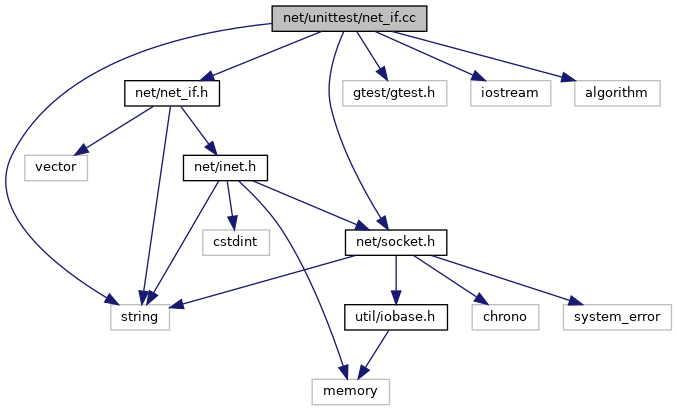 net/unittest/net_if.cc
net/net_if.h
gtest/gtest.h
iostream
algorithm
vector
net/inet.h
cstdint
net/socket.h
string
util/iobase.h
chrono
system_error
memory